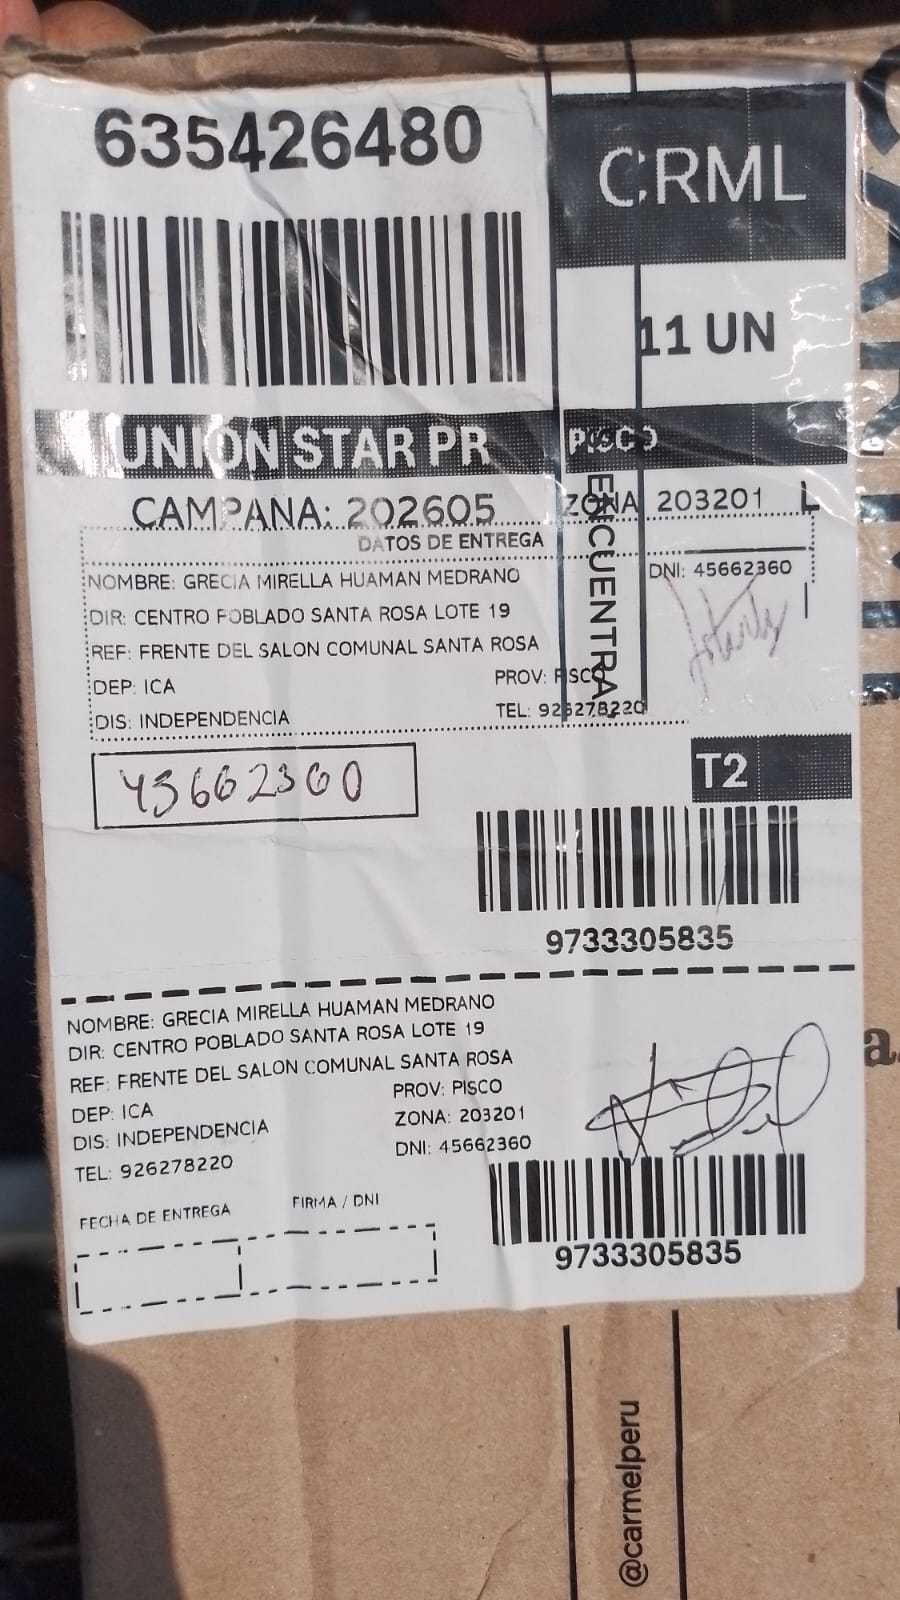 635426480
CRML
11 UN
UNION STAR PR
PISCO
CAMPANA: 202605
ZONA 203201 L
DATOS DE ENTREGA
NOMBRE: GRECIA MIRELLA HUAMAN MEDRANO
DNI: 45662360
DIR: CENTRO POBLADO SANTA ROSA LOTE 19
REF: FRENTE DEL SALON COMUNAL SANTA ROSA
DEP: ICA
PROV: PISCO
DIS: INDEPENDENCIA
TEL: 926278220
ENCUENTRA
45662360
T2
9733305835
NOMBRE: GRECIA MIRELLA HUAMAN MEDRANO
DIR: CENTRO POBLADO SANTA ROSA LOTE 19
REF: FRENTE DEL SALON COMUNAL SANTA ROSA
DEP: ICA
PROV: PISCO
DIS: INDEPENDENCIA
ZONA: 203201
TEL: 926278220
DNI: 45662360
FECHA DE ENTREGA
FIRMA / DNI
9733305835
@carmelperu